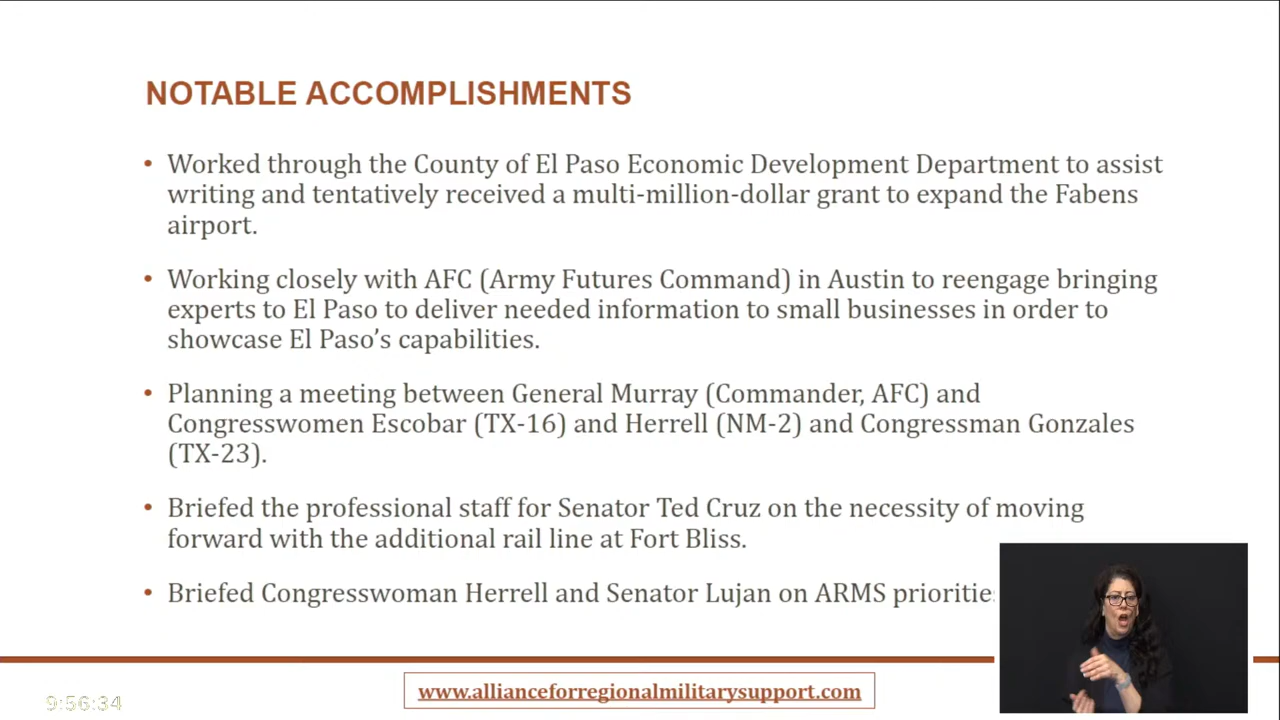 NOTABLE ACCOMPLISHMENTS
• Worked through the County of El Paso Economic Development Department to assist
writing and tentatively received a multi-million-dollar grant to expand the Fabens
airport.
• Working closely with AFC (Army Futures Command) in Austin to reengage bringing
experts to El Paso to deliver needed information to small businesses in order to
showcase El Paso’s capabilities.
• Planning a meeting between General Murray (Commander, AFC) and
Congresswomen Escobar (TX-16) and Herrell (NM-2) and Congressman Gonzales
(TX-23).
• Briefed the professional staff for Senator Ted Cruz on the necessity of moving
forward with the additional rail line at Fort Bliss.
• Briefed Congresswoman Herrell and Senator Lujan on ARMS priorities
www.allianceforregionalmilitarysupport.com
9:56:34